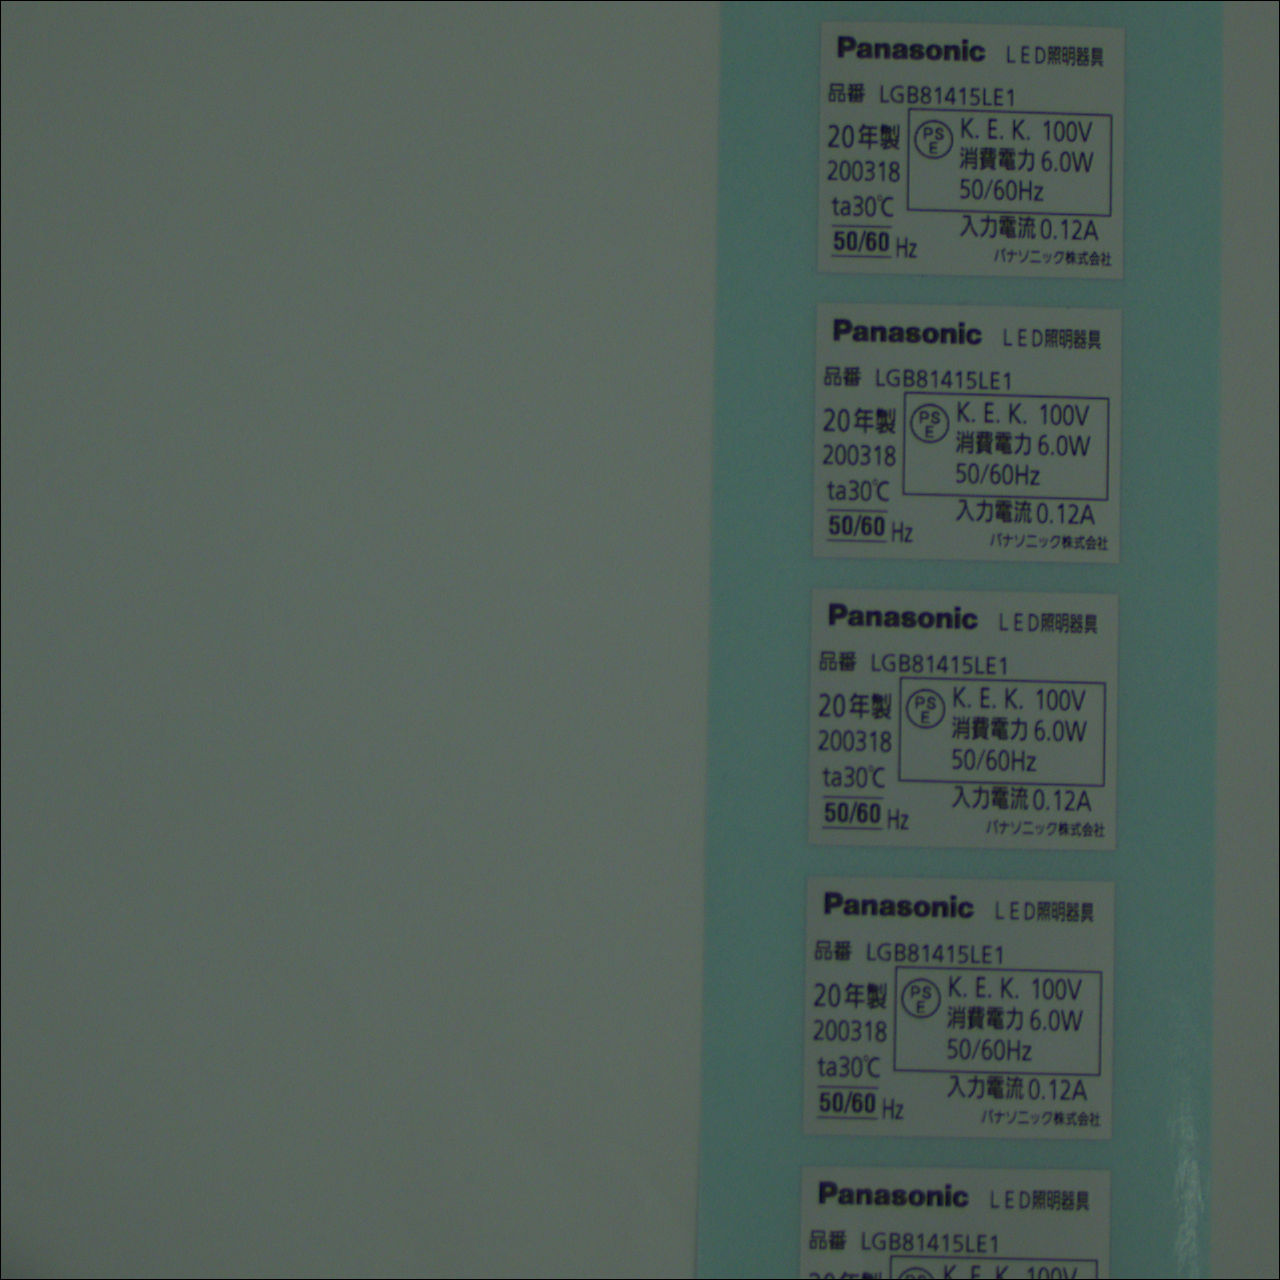 Panasonic LED照明器具
品番 LGB81415LE1
20年製
200318
ta30℃
50/60 Hz
PS
E
K. E. K. 100V
消費電力 6.0W
50/60Hz
入力電流 0.12A
パナソニック株式会社
Panasonic LED照明器具
品番 LGB81415LE1
20年製
200318
ta30℃
50/60 Hz
PS
E
K. E. K. 100V
消費電力 6.0W
50/60Hz
入力電流 0.12A
パナソニック株式会社
Panasonic LED照明器具
品番 LGB81415LE1
20年製
200318
ta30℃
50/60 Hz
PS
E
K. E. K. 100V
消費電力 6.0W
50/60Hz
入力電流 0.12A
パナソニック株式会社
Panasonic LED照明器具
品番 LGB81415LE1
20年製
200318
ta30℃
50/60 Hz
PS
E
K. E. K. 100V
消費電力 6.0W
50/60Hz
入力電流 0.12A
パナソニック株式会社
Panasonic LED照明器具
品番 LGB81415LE1
20年製
PS
K. E. K. 100V